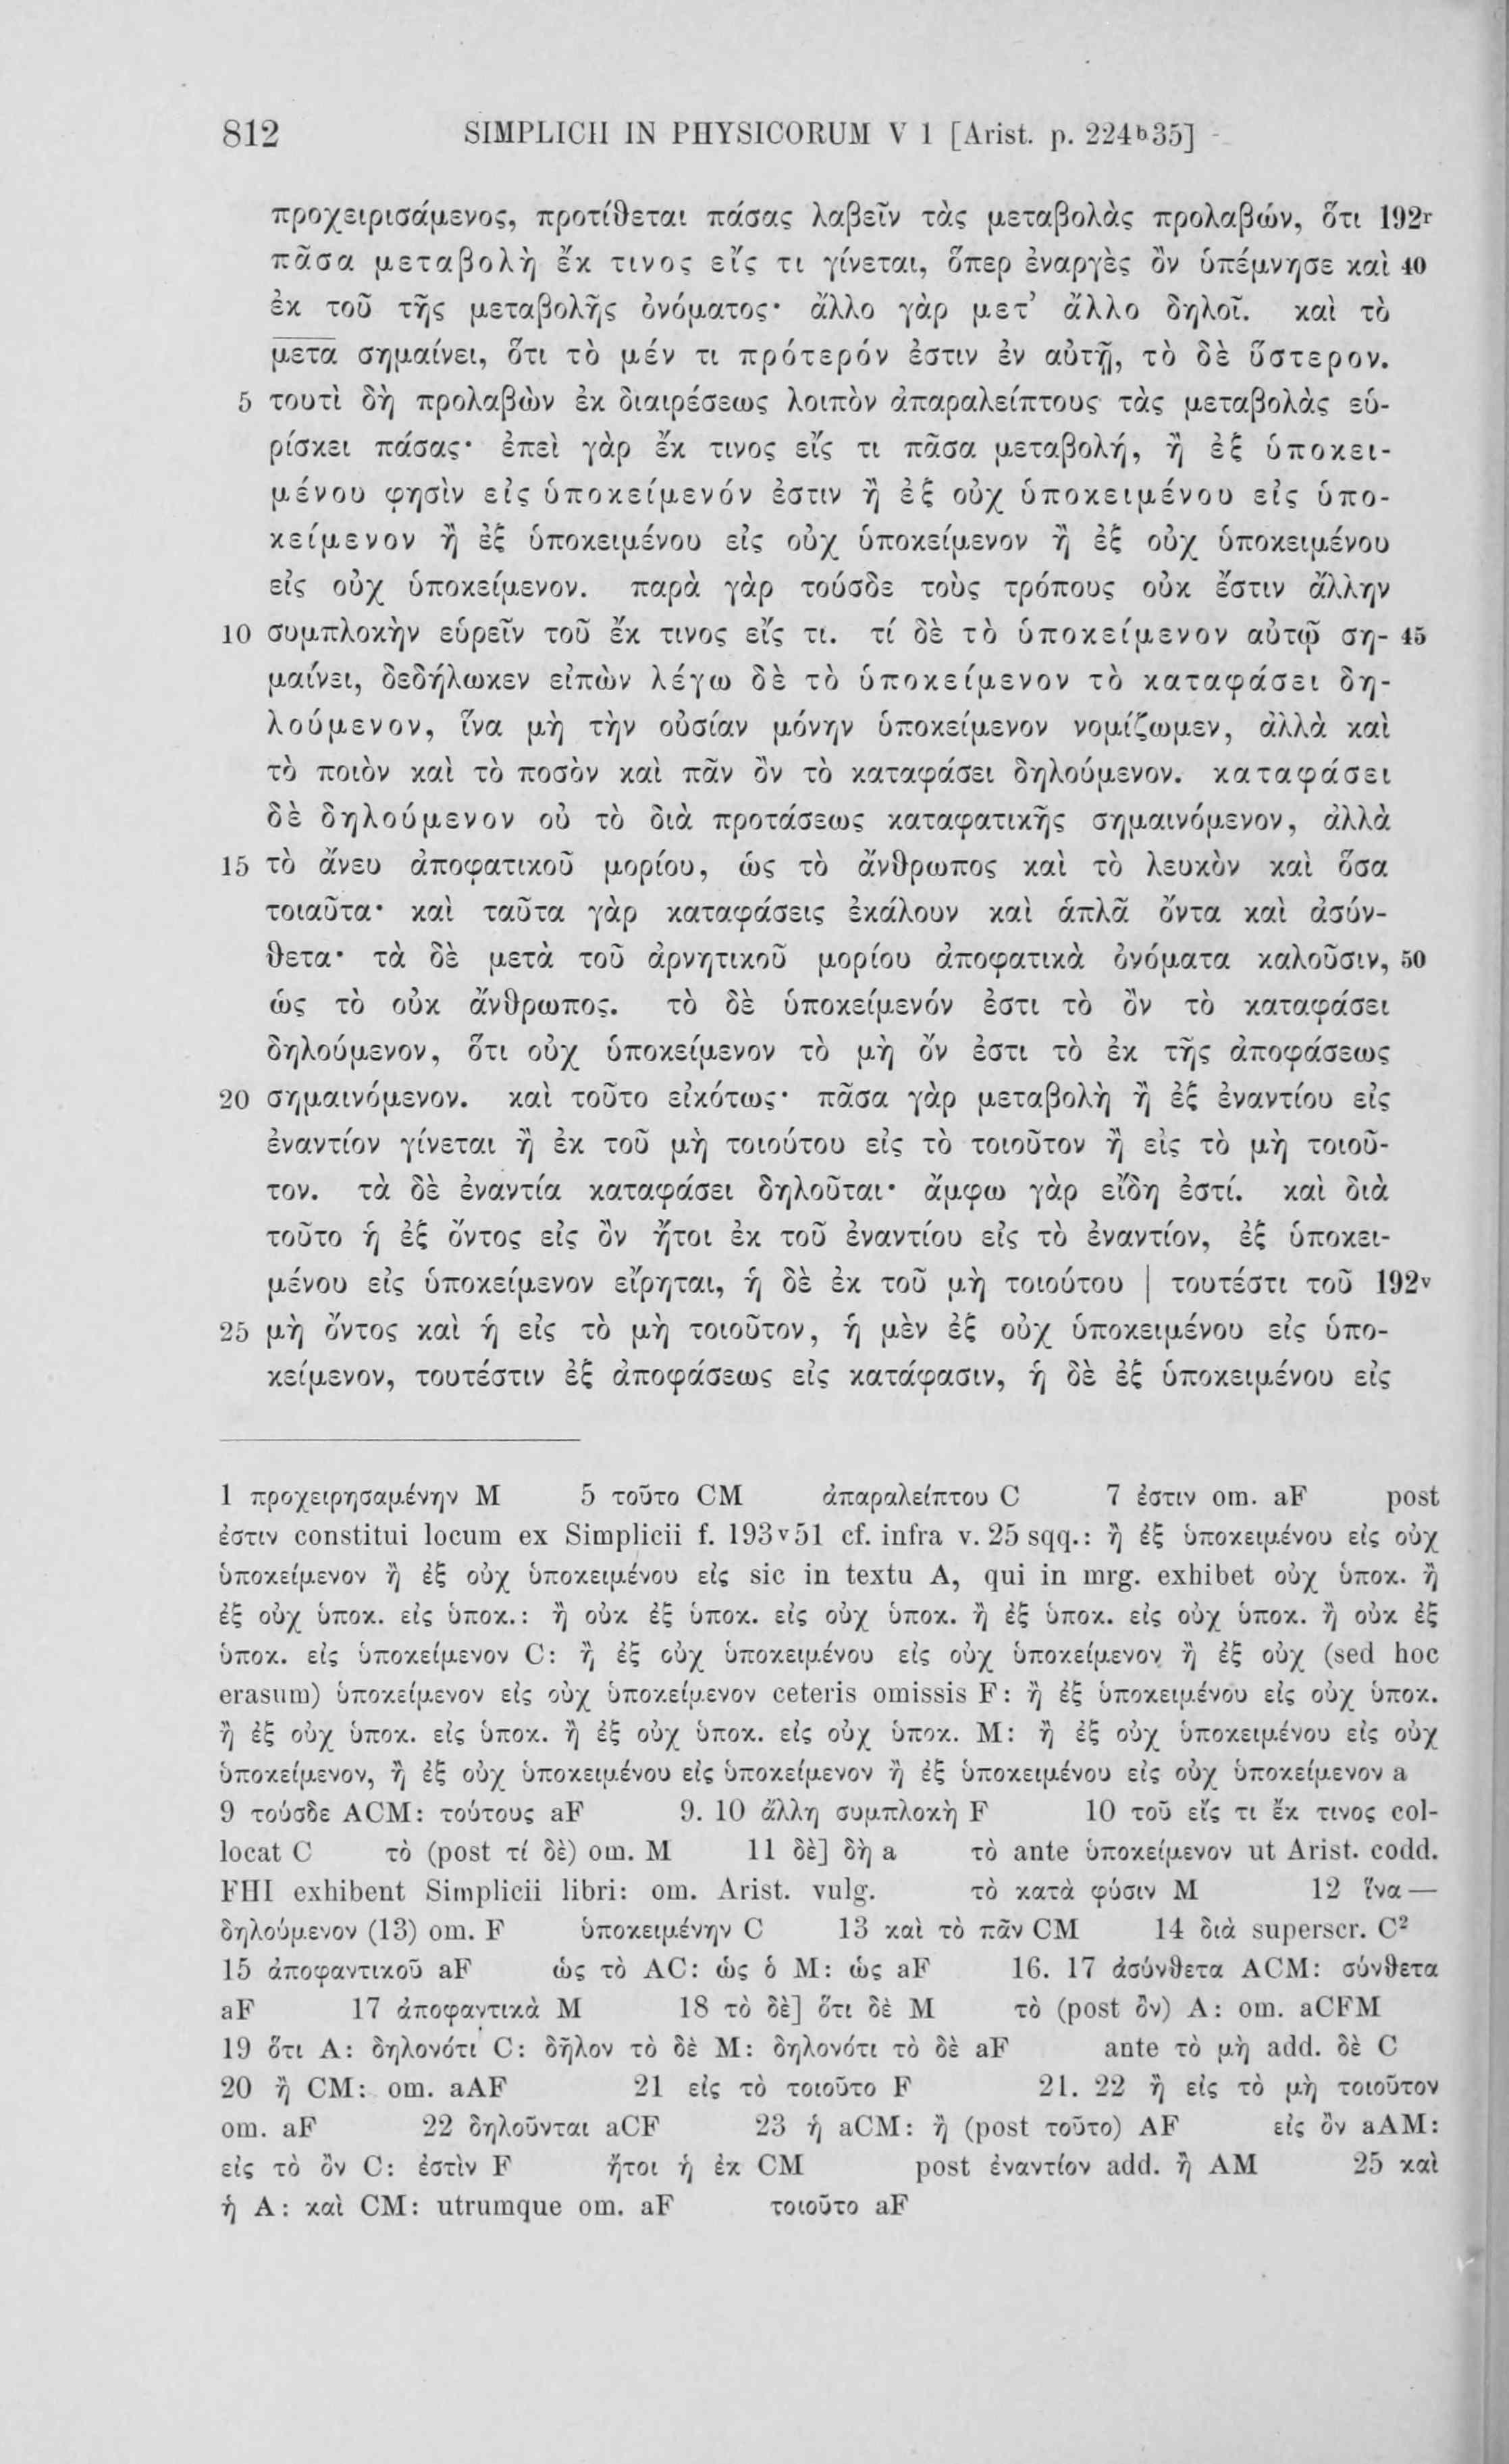 812 SIMPLICII IN PHYSICORUM V 1 [Arist. p. 224ᵇ35]
προχειρισάμενος, προτίθεται πάσας λαβεῖν τὰς μεταβολὰς προλαβών, ὅτι 192ʳ
πᾶσα μεταβολὴ ἔκ τινος εἴς τι γίνεται, ὅπερ ἐναργὲς ὂν ὑπέμνησε καὶ 40
ἐκ τοῦ τῆς μεταβολῆς ὀνόματος· ἄλλο γὰρ μετ’ ἄλλο δηλοῖ. καὶ τὸ
μετα σημαίνει, ὅτι τὸ μέν τι πρότερόν ἐστιν ἐν αὐτῇ, τὸ δὲ ὕστερον.
5 τουτὶ δὴ προλαβὼν ἐκ διαιρέσεως λοιπὸν ἀπαραλείπτους τὰς μεταβολὰς εὑ-
ρίσκει πάσας· ἐπεὶ γὰρ ἔκ τινος εἴς τι πᾶσα μεταβολή, ἢ ἐξ ὑποκει-
μένου φησὶν εἰς ὑποκείμενόν ἐστιν ἢ ἐξ οὐχ ὑποκειμένου εἰς ὑπο-
κείμενον ἢ ἐξ ὑποκειμένου εἰς οὐχ ὑποκείμενον ἢ ἐξ οὐχ ὑποκειμένου
εἰς οὐχ ὑποκείμενον. παρὰ γὰρ τούσδε τοὺς τρόπους οὐκ ἔστιν ἄλλην
10 συμπλοκὴν εὑρεῖν τοῦ ἔκ τινος εἴς τι. τί δὲ τὸ ὑποκείμενον αὐτῷ ση- 45
μαίνει, δεδήλωκεν εἰπὼν λέγω δὲ τὸ ὑποκείμενον τὸ καταφάσει δη-
λούμενον, ἵνα μὴ τὴν οὐσίαν μόνην ὑποκείμενον νομίζωμεν, ἀλλὰ καὶ
τὸ ποιὸν καὶ τὸ ποσὸν καὶ πᾶν ὂν τὸ καταφάσει δηλούμενον. καταφάσει
δὲ δηλούμενον οὐ τὸ διὰ προτάσεως καταφατικῆς σημαινόμενον, ἀλλὰ
15 τὸ ἄνευ ἀποφατικοῦ μορίου, ὡς τὸ ἄνθρωπος καὶ τὸ λευκὸν καὶ ὅσα
τοιαῦτα· καὶ ταῦτα γὰρ καταφάσεις ἐκάλουν καὶ ἁπλᾶ ὄντα καὶ ἀσύν-
θετα· τὰ δὲ μετὰ τοῦ ἀρνητικοῦ μορίου ἀποφατικὰ ὀνόματα καλοῦσιν, 50
ὡς τὸ οὐκ ἄνθρωπος. τὸ δὲ ὑποκείμενόν ἐστι τὸ ὂν τὸ καταφάσει
δηλούμενον, ὅτι οὐχ ὑποκείμενον τὸ μὴ ὄν ἐστι τὸ ἐκ τῆς ἀποφάσεως
20 σημαινόμενον. καὶ τοῦτο εἰκότως· πᾶσα γὰρ μεταβολὴ ἢ ἐξ ἐναντίου εἰς
ἐναντίον γίνεται ἢ ἐκ τοῦ μὴ τοιούτου εἰς τὸ τοιοῦτον ἢ εἰς τὸ μὴ τοιοῦ-
τον. τὰ δὲ ἐναντία καταφάσει δηλοῦται· ἄμφω γὰρ εἴδη ἐστί. καὶ διὰ
τοῦτο ἡ ἐξ ὄντος εἰς ὂν ἤτοι ἐκ τοῦ ἐναντίου εἰς τὸ ἐναντίον, ἐξ ὑποκει-
μένου εἰς ὑποκείμενον εἴρηται, ἡ δὲ ἐκ τοῦ μὴ τοιούτου | τουτέστι τοῦ 192ᵛ
25 μὴ ὄντος καὶ ἡ εἰς τὸ μὴ τοιοῦτον, ἡ μὲν ἐξ οὐχ ὑποκειμένου εἰς ὑπο-
κείμενον, τουτέστιν ἐξ ἀποφάσεως εἰς κατάφασιν, ἡ δὲ ἐξ ὑποκειμένου εἰς
1 προχειρησαμένην M 5 τοῦτο CM ἀπαραλείπτου C 7 ἐστιν om. aF post
ἐστιν constitui locum ex Simplicii f. 193ᵛ51 cf. infra v. 25 sqq.: ἢ ἐξ ὑποκειμένου εἰς οὐχ
ὑποκείμενον ἢ ἐξ οὐχ ὑποκειμένου εἰς sic in textu A, qui in mrg. exhibet οὐχ ὑποκ. ἢ
ἐξ οὐχ ὑποκ. εἰς ὑποκ.: ἢ οὐκ ἐξ ὑποκ. εἰς οὐχ ὑποκ. ἢ ἐξ ὑποκ. εἰς οὐχ ὑποκ. ἢ οὐκ ἐξ
ὑποκ. εἰς ὑποκείμενον C: ἢ ἐξ οὐχ ὑποκειμένου εἰς οὐχ ὑποκείμενον ἢ ἐξ οὐχ (sed hoc
erasum) ὑποκείμενον εἰς οὐχ ὑποκείμενον ceteris omissis F: ἢ ἐξ ὑποκειμένου εἰς οὐχ ὑποκ.
ἢ ἐξ οὐχ ὑποκ. εἰς ὑποκ. ἢ ἐξ οὐχ ὑποκ. εἰς οὐχ ὑποκ. M: ἢ ἐξ οὐχ ὑποκειμένου εἰς οὐχ
ὑποκείμενον, ἢ ἐξ οὐχ ὑποκειμένου εἰς ὑποκείμενον ἢ ἐξ ὑποκειμένου εἰς οὐχ ὑποκείμενον a
9 τούσδε ACM: τούτους aF 9. 10 ἄλλη συμπλοκὴ F 10 τοῦ εἴς τι ἔκ τινος col-
locat C τὸ (post τί δὲ) om. M 11 δὲ] δὴ a τὸ ante ὑποκείμενον ut Arist. codd.
FHI exhibent Simplicii libri: om. Arist. vulg. τὸ κατὰ φύσιν M 12 ἵνα —
δηλούμενον (13) om. F ὑποκειμένην C 13 καὶ τὸ πᾶν CM 14 διὰ superscr. C²
15 ἀποφαντικοῦ aF ὡς τὸ AC: ὡς ὁ M: ὡς aF 16. 17 ἀσύνθετα ACM: σύνθετα
aF 17 ἀποφαντικὰ M 18 τὸ δὲ] ὅτι δὲ M τὸ (post ὂν) A: om. aCFM
19 ὅτι A: δηλονότι C: δῆλον τὸ δὲ M: δηλονότι τὸ δὲ aF ante τὸ μὴ add. δὲ C
20 ἢ CM: om. aAF 21 εἰς τὸ τοιοῦτο F 21. 22 ἢ εἰς τὸ μὴ τοιοῦτον
om. aF 22 δηλοῦνται aCF 23 ἡ aCM: ἢ (post τοῦτο) AF εἰς ὂν aAM:
εἰς τὸ ὂν C: ἐστὶν F ἤτοι ἡ ἐκ CM post ἐναντίον add. ἢ AM 25 καὶ
ἡ A: καὶ CM: utrumque om. aF τοιοῦτο aF